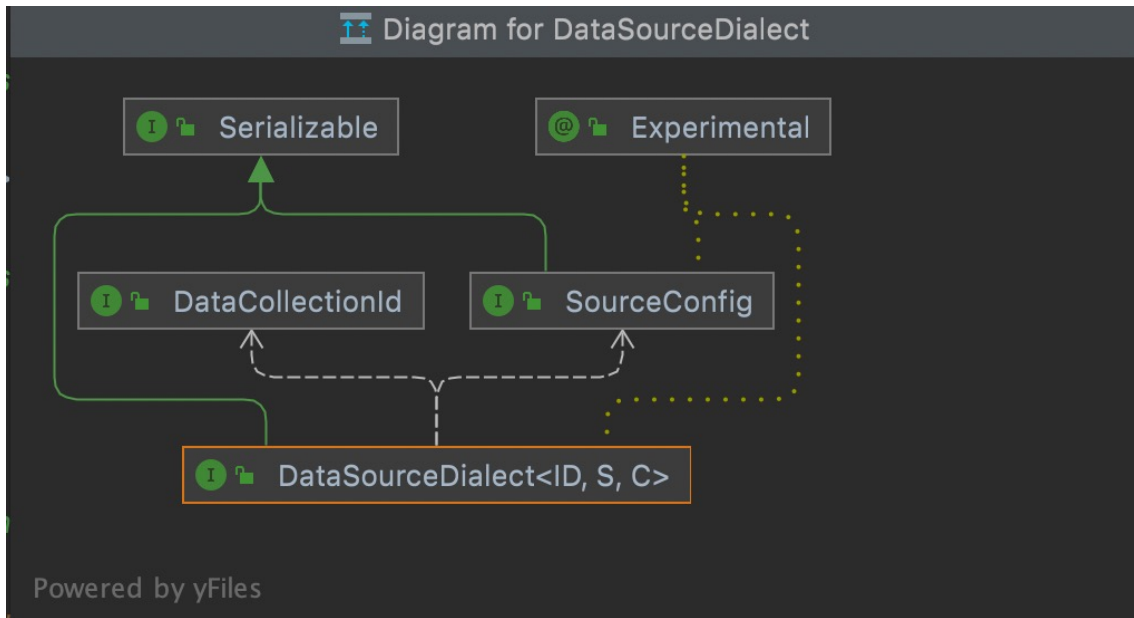 Diagram for DataSourceDialect
I Serializable
@ Experimental
I DataCollectionId
I SourceConfig
I DataSourceDialect<ID, S, C>
Powered by yFiles